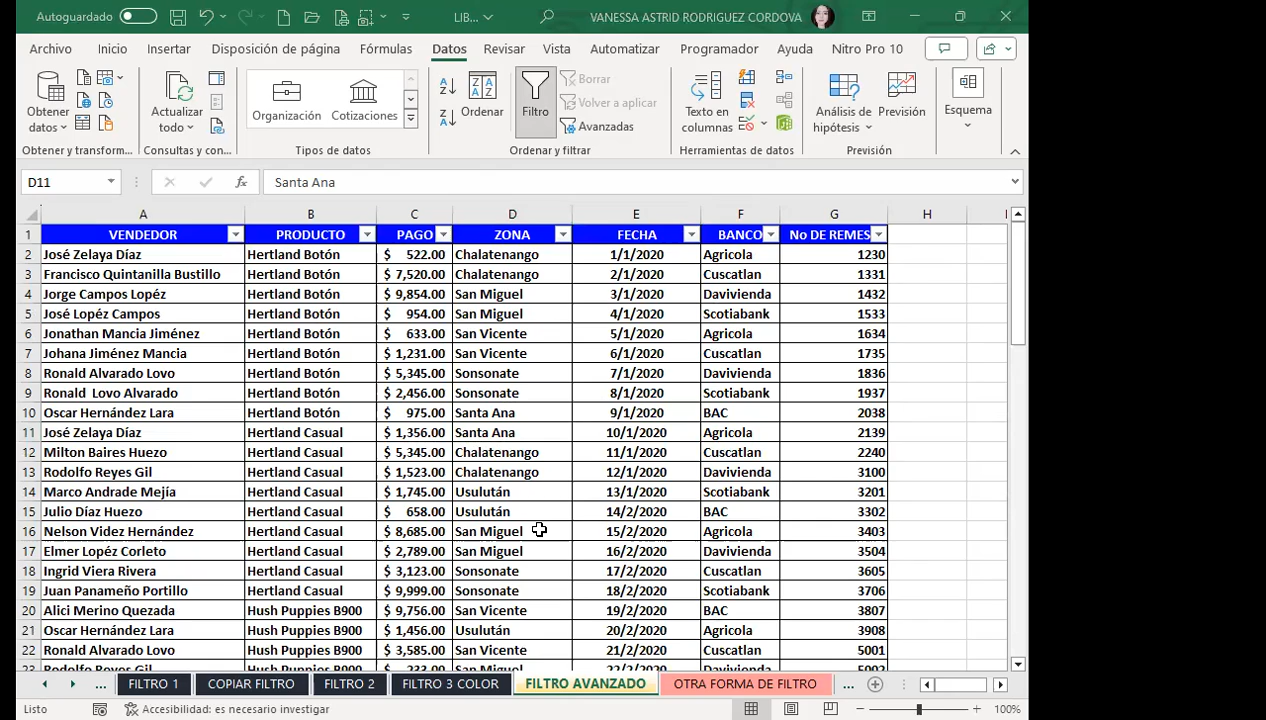 Autoguardado LIB... VANESSA ASTRID RODRIGUEZ CORDOVA
Archivo Inicio Insertar Disposición de página Fórmulas Datos Revisar Vista Automatizar Programador Ayuda Nitro Pro 10
Obtener datos
Actualizar todo
Organización Cotizaciones
Ordenar Filtro Borrar
Volver a aplicar
Avanzadas
Texto en columnas
Análisis de hipótesis Previsión
Esquema
Obtener y transform... Consultas y con... Tipos de datos Ordenar y filtrar Herramientas de datos Previsión
D11 fx Santa Ana
A B C D E F G H I
1 VENDEDOR PRODUCTO PAGO ZONA FECHA BANCO No DE REMES
2 José Zelaya Díaz Hertland Botón $ 522.00 Chalatenango 1/1/2020 Agricola 1230
3 Francisco Quintanilla Bustillo Hertland Botón $ 7,520.00 Chalatenango 2/1/2020 Cuscatlan 1331
4 Jorge Campos Lopéz Hertland Botón $ 9,854.00 San Miguel 3/1/2020 Davivienda 1432
5 José Lopéz Campos Hertland Botón $ 954.00 San Miguel 4/1/2020 Scotiabank 1533
6 Jonathan Mancia Jiménez Hertland Botón $ 633.00 San Vicente 5/1/2020 Agricola 1634
7 Johana Jiménez Mancia Hertland Botón $ 1,231.00 San Vicente 6/1/2020 Cuscatlan 1735
8 Ronald Alvarado Lovo Hertland Botón $ 5,345.00 Sonsonate 7/1/2020 Davivienda 1836
9 Ronald Lovo Alvarado Hertland Botón $ 2,456.00 Sonsonate 8/1/2020 Scotiabank 1937
10 Oscar Hernández Lara Hertland Botón $ 975.00 Santa Ana 9/1/2020 BAC 2038
11 José Zelaya Díaz Hertland Casual $ 1,356.00 Santa Ana 10/1/2020 Agricola 2139
12 Milton Baires Huezo Hertland Casual $ 5,345.00 Chalatenango 11/1/2020 Cuscatlan 2240
13 Rodolfo Reyes Gil Hertland Casual $ 1,523.00 Chalatenango 12/1/2020 Davivienda 3100
14 Marco Andrade Mejía Hertland Casual $ 1,745.00 Usulután 13/1/2020 Scotiabank 3201
15 Julio Díaz Huezo Hertland Casual $ 658.00 Usulután 14/2/2020 BAC 3302
16 Nelson Videz Hernández Hertland Casual $ 8,685.00 San Miguel 15/2/2020 Agricola 3403
17 Elmer Lopéz Corleto Hertland Casual $ 2,789.00 San Miguel 16/2/2020 Davivienda 3504
18 Ingrid Viera Rivera Hertland Casual $ 3,123.00 Sonsonate 17/2/2020 Cuscatlan 3605
19 Juan Panameño Portillo Hertland Casual $ 9,999.00 Sonsonate 18/2/2020 Scotiabank 3706
20 Alici Merino Quezada Hush Puppies B900 $ 9,756.00 San Vicente 19/2/2020 BAC 3807
21 Oscar Hernández Lara Hush Puppies B900 $ 1,456.00 Usulután 20/2/2020 Agricola 3908
22 Ronald Alvarado Lovo Hush Puppies B900 $ 3,585.00 San Vicente 21/2/2020 Cuscatlan 5001
23 Rodolfo Reyes Gil Hush Puppies B900 $ 233.00 San Miguel 22/2/2020 Davivienda 5002
... FILTRO 1 COPIAR FILTRO FILTRO 2 FILTRO 3 COLOR FILTRO AVANZADO OTRA FORMA DE FILTRO ...
Listo Accesibilidad: es necesario investigar 100%